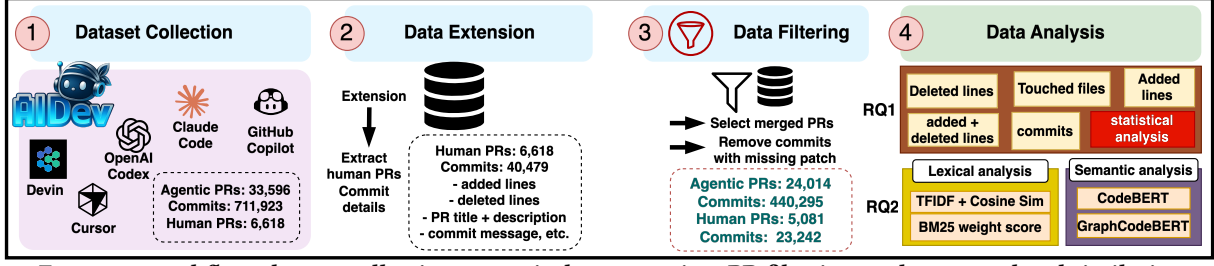 1 Dataset Collection
AIDev
Claude
Code
GitHub
Copilot
OpenAI
Codex
Devin
Cursor
Agentic PRs: 33,596
Commits: 711,923
Human PRs: 6,618
2 Data Extension
Extension
Extract
human PRs
Commit
details
Human PRs: 6,618
Commits: 40,479
- added lines
- deleted lines
- PR title + description
- commit message, etc.
3 Data Filtering
Select merged PRs
Remove commits
with missing patch
Agentic PRs: 24,014
Commits: 440,295
Human PRs: 5,081
Commits: 23,242
4 Data Analysis
RQ1
Deleted lines
Touched files
Added
lines
added +
deleted lines
commits
statistical
analysis
RQ2
Lexical analysis
TFIDF + Cosine Sim
BM25 weight score
Semantic analysis
CodeBERT
GraphCodeBERT